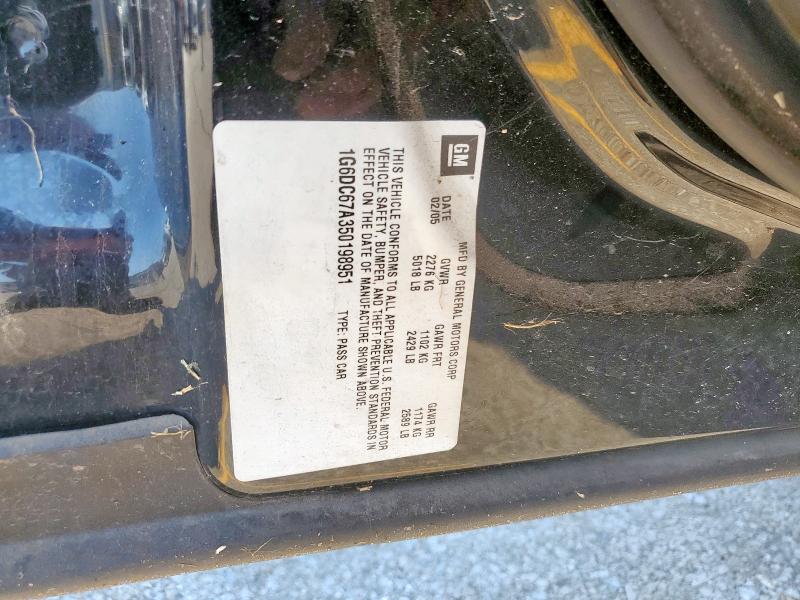 GM
MFD BY GENERAL MOTORS CORP
DATE GVWR GAWR FRT GAWR RR
02/05 2276 KG 1102 KG 1174 KG
5018 LB 2429 LB 2589 LB
THIS VEHICLE CONFORMS TO ALL APPLICABLE U.S. FEDERAL MOTOR
VEHICLE SAFETY, BUMPER, AND THEFT PREVENTION STANDARDS IN
EFFECT ON THE DATE OF MANUFACTURE SHOWN ABOVE.
1G6DC67A350198951 TYPE: PASS CAR